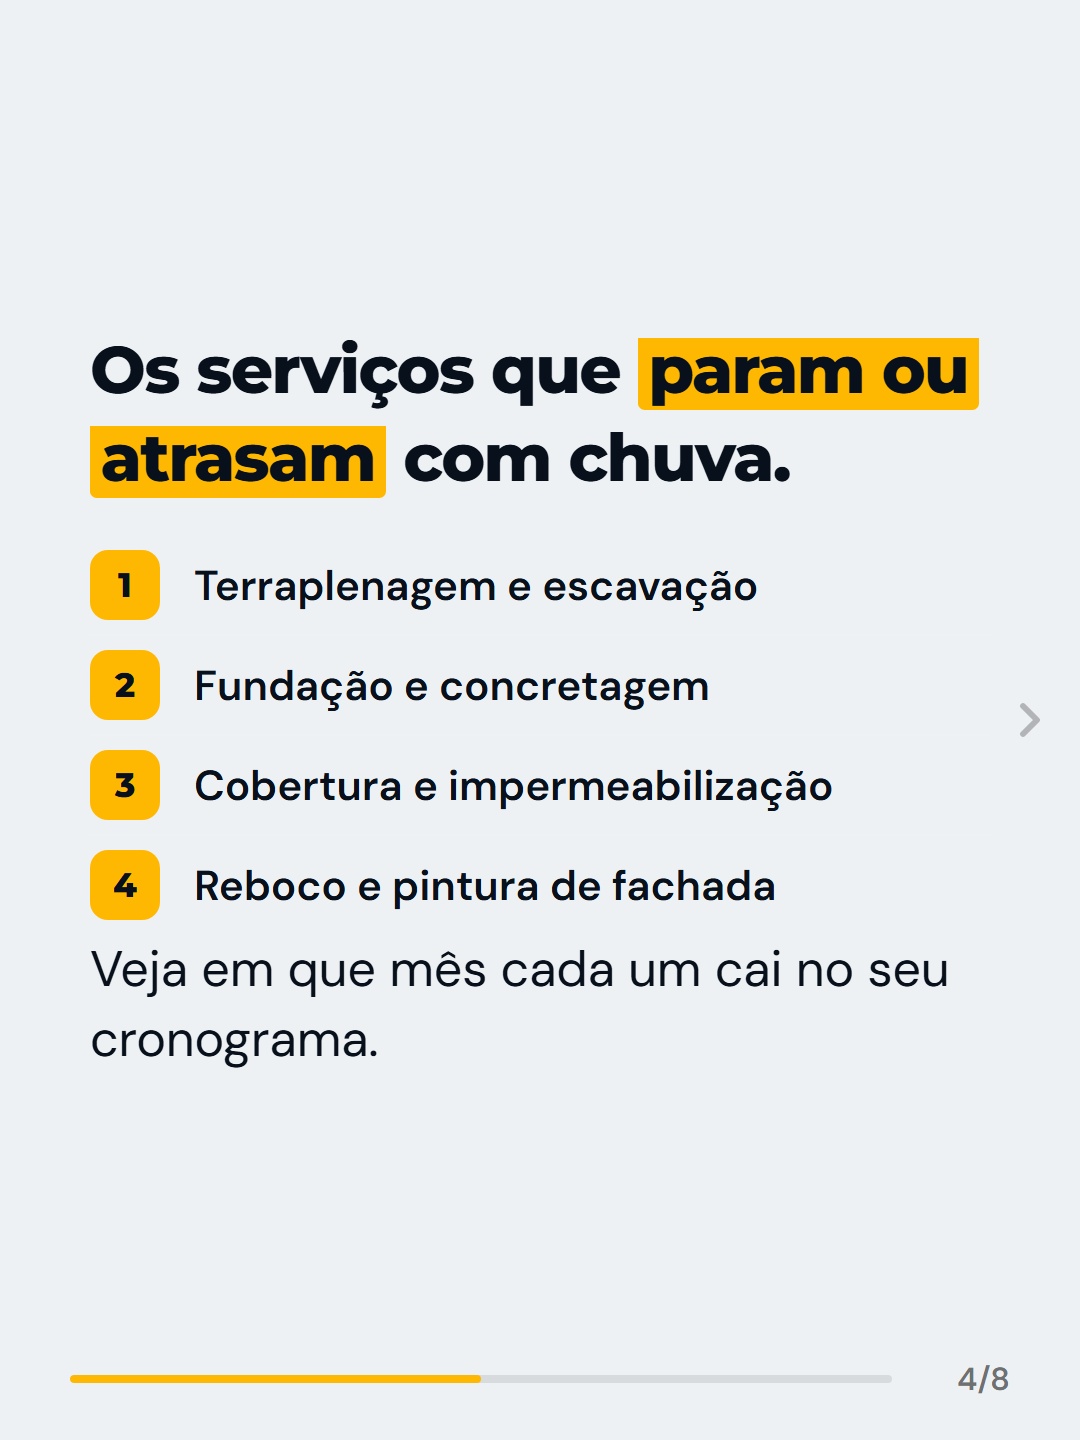 Os serviços que param ou
atrasam com chuva.
1 Terraplenagem e escavação
2 Fundação e concretagem
3 Cobertura e impermeabilização
4 Reboco e pintura de fachada
Veja em que mês cada um cai no seu
cronograma.
4/8